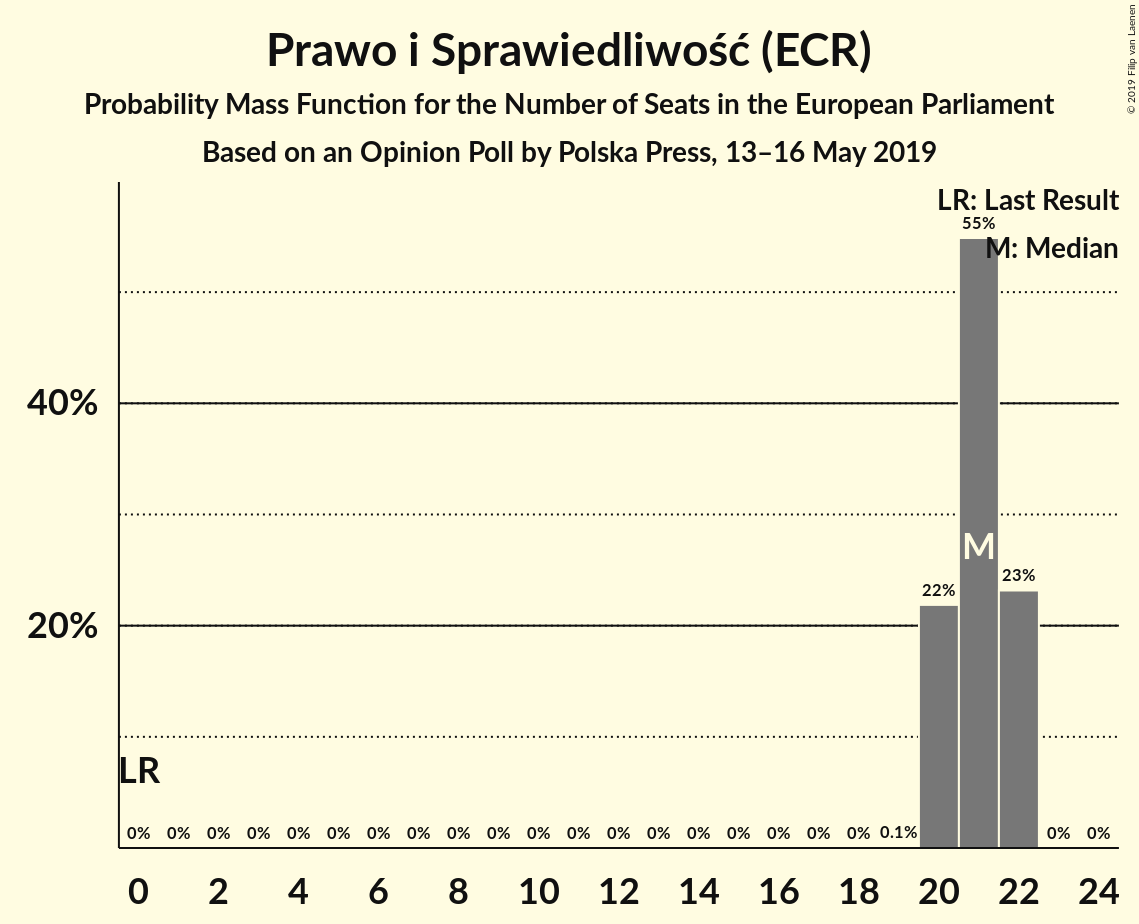 Prawo i Sprawiedliwość (ECR)
Probability Mass Function for the Number of Seats in the European Parliament
Based on an Opinion Poll by Polska Press, 13–16 May 2019
© 2019 Filip van Laenen
LR: Last Result
55%
M: Median
40%
M
23%
22%
20%
LR
0% 0% 0% 0% 0% 0% 0% 0% 0% 0% 0% 0% 0% 0% 0% 0% 0% 0% 0% 0.1% 0% 0%
0 2 4 6 8 10 12 14 16 18 20 22 24